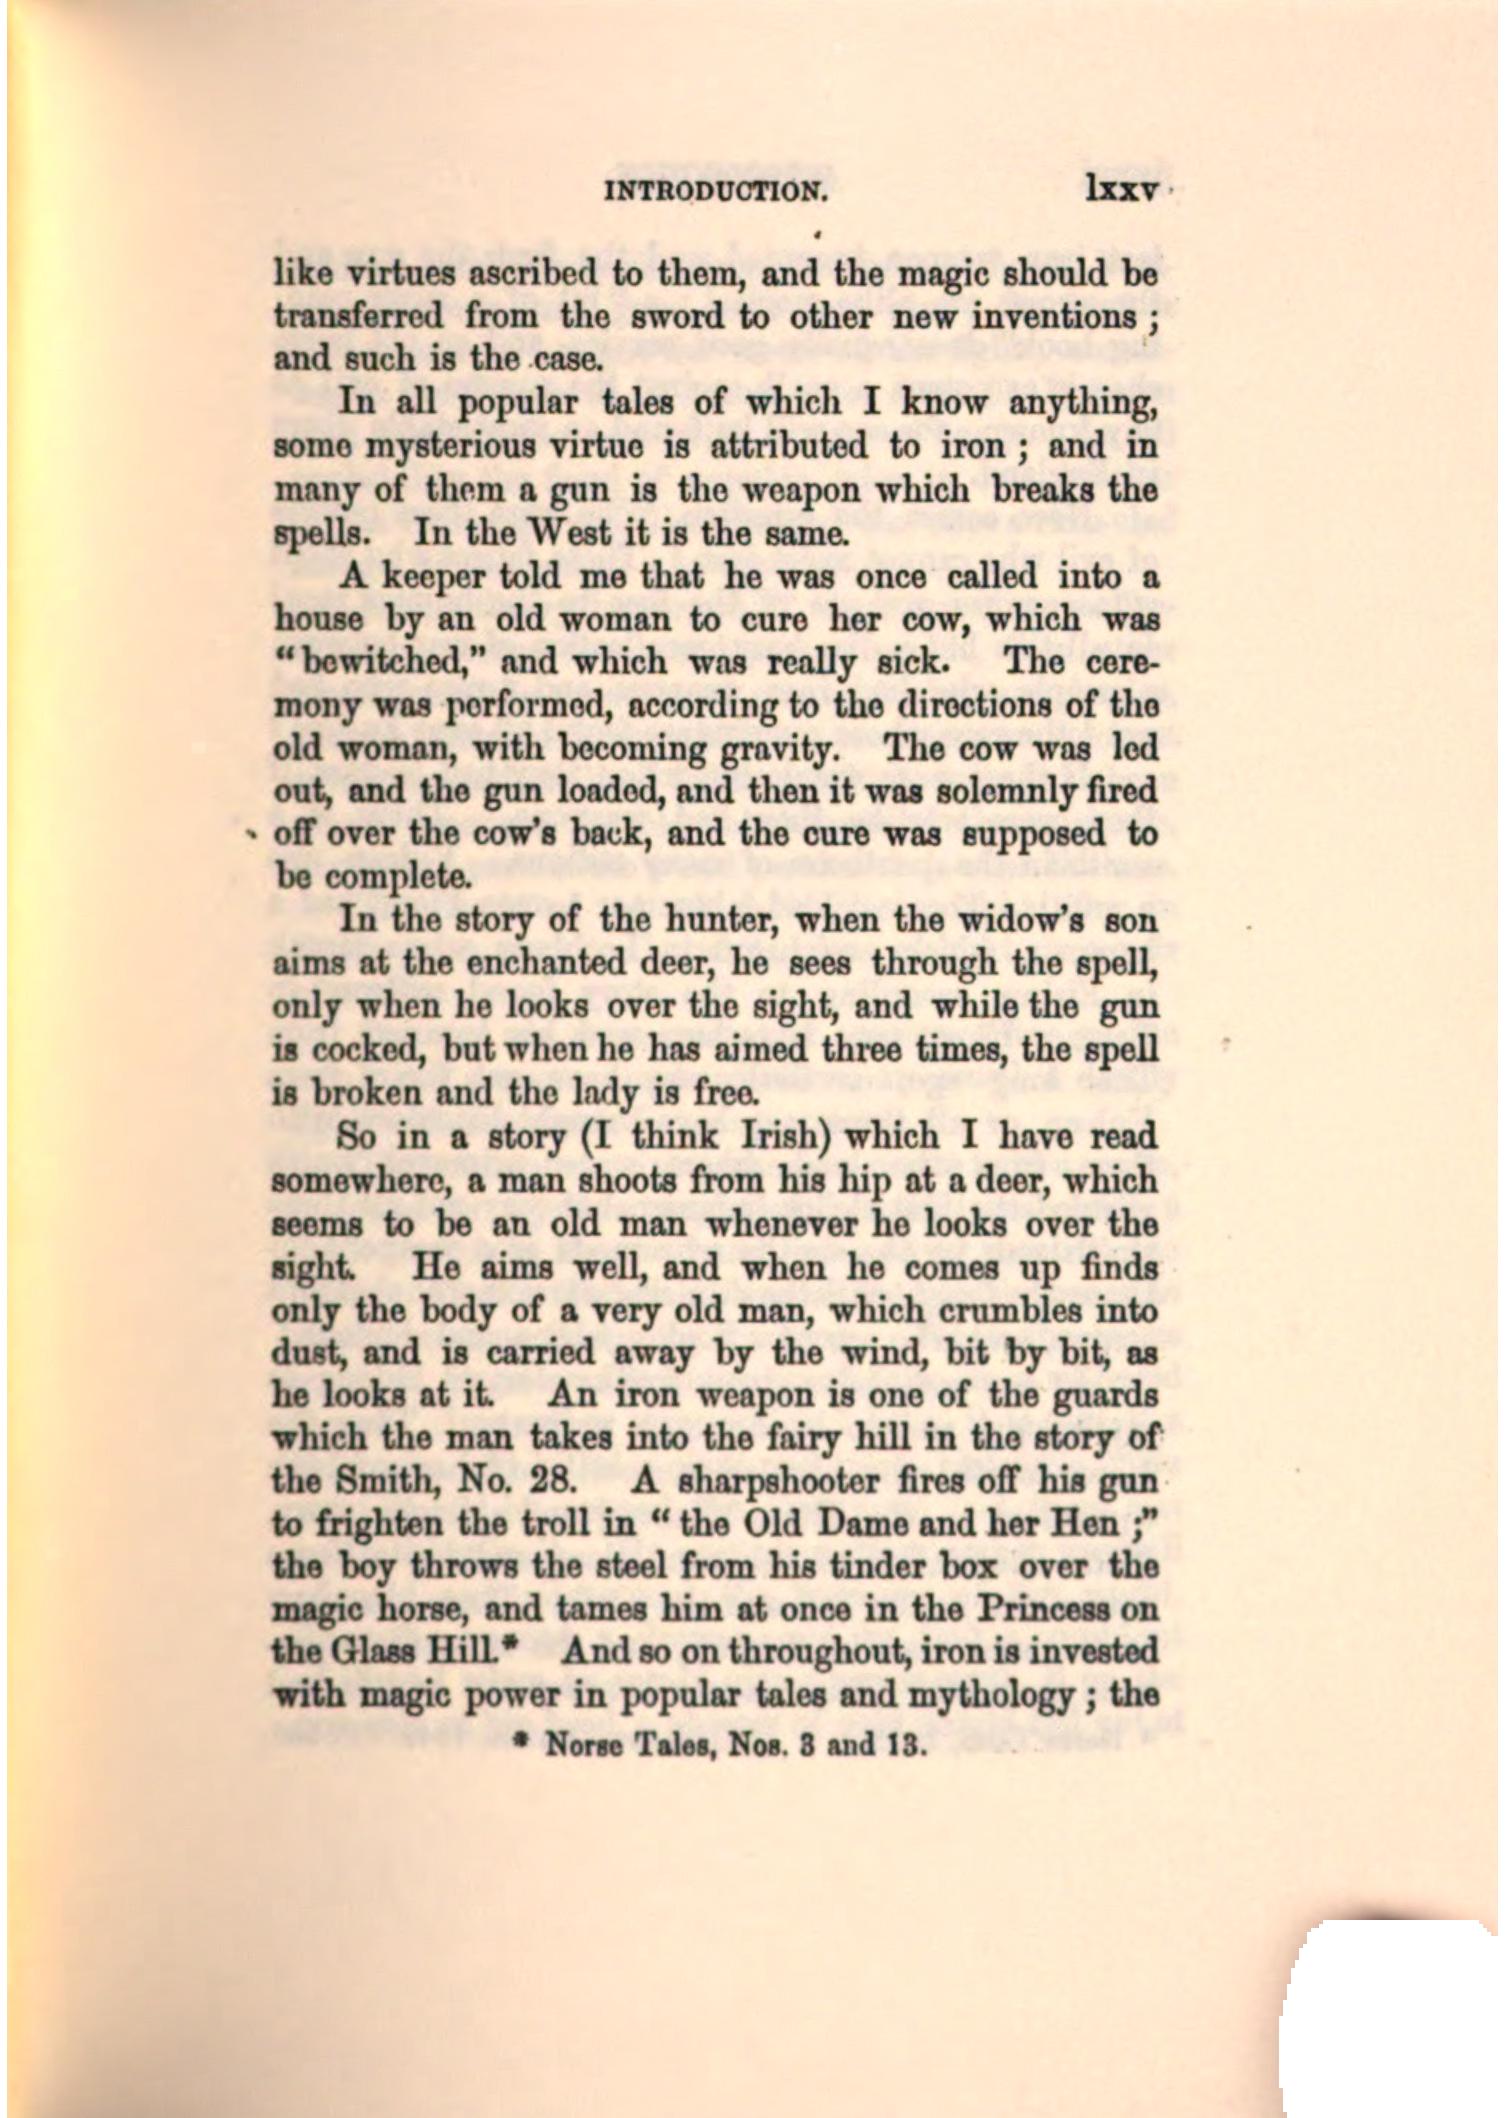 INTRODUCTION. lxxv
like virtues ascribed to them, and the magic should be
transferred from the sword to other new inventions ;
and such is the case.
In all popular tales of which I know anything,
some mysterious virtue is attributed to iron ; and in
many of them a gun is the weapon which breaks the
spells. In the West it is the same.
A keeper told me that he was once called into a
house by an old woman to cure her cow, which was
“bewitched,” and which was really sick. The cere-
mony was performed, according to the directions of the
old woman, with becoming gravity. The cow was led
out, and the gun loaded, and then it was solemnly fired
off over the cow’s back, and the cure was supposed to
be complete.
In the story of the hunter, when the widow’s son
aims at the enchanted deer, he sees through the spell,
only when he looks over the sight, and while the gun
is cocked, but when he has aimed three times, the spell
is broken and the lady is free.
So in a story (I think Irish) which I have read
somewhere, a man shoots from his hip at a deer, which
seems to be an old man whenever he looks over the
sight. He aims well, and when he comes up finds
only the body of a very old man, which crumbles into
dust, and is carried away by the wind, bit by bit, as
he looks at it. An iron weapon is one of the guards
which the man takes into the fairy hill in the story of
the Smith, No. 28. A sharpshooter fires off his gun
to frighten the troll in “ the Old Dame and her Hen ;”
the boy throws the steel from his tinder box over the
magic horse, and tames him at once in the Princess on
the Glass Hill.* And so on throughout, iron is invested
with magic power in popular tales and mythology ; the
* Norse Tales, Nos. 3 and 13.